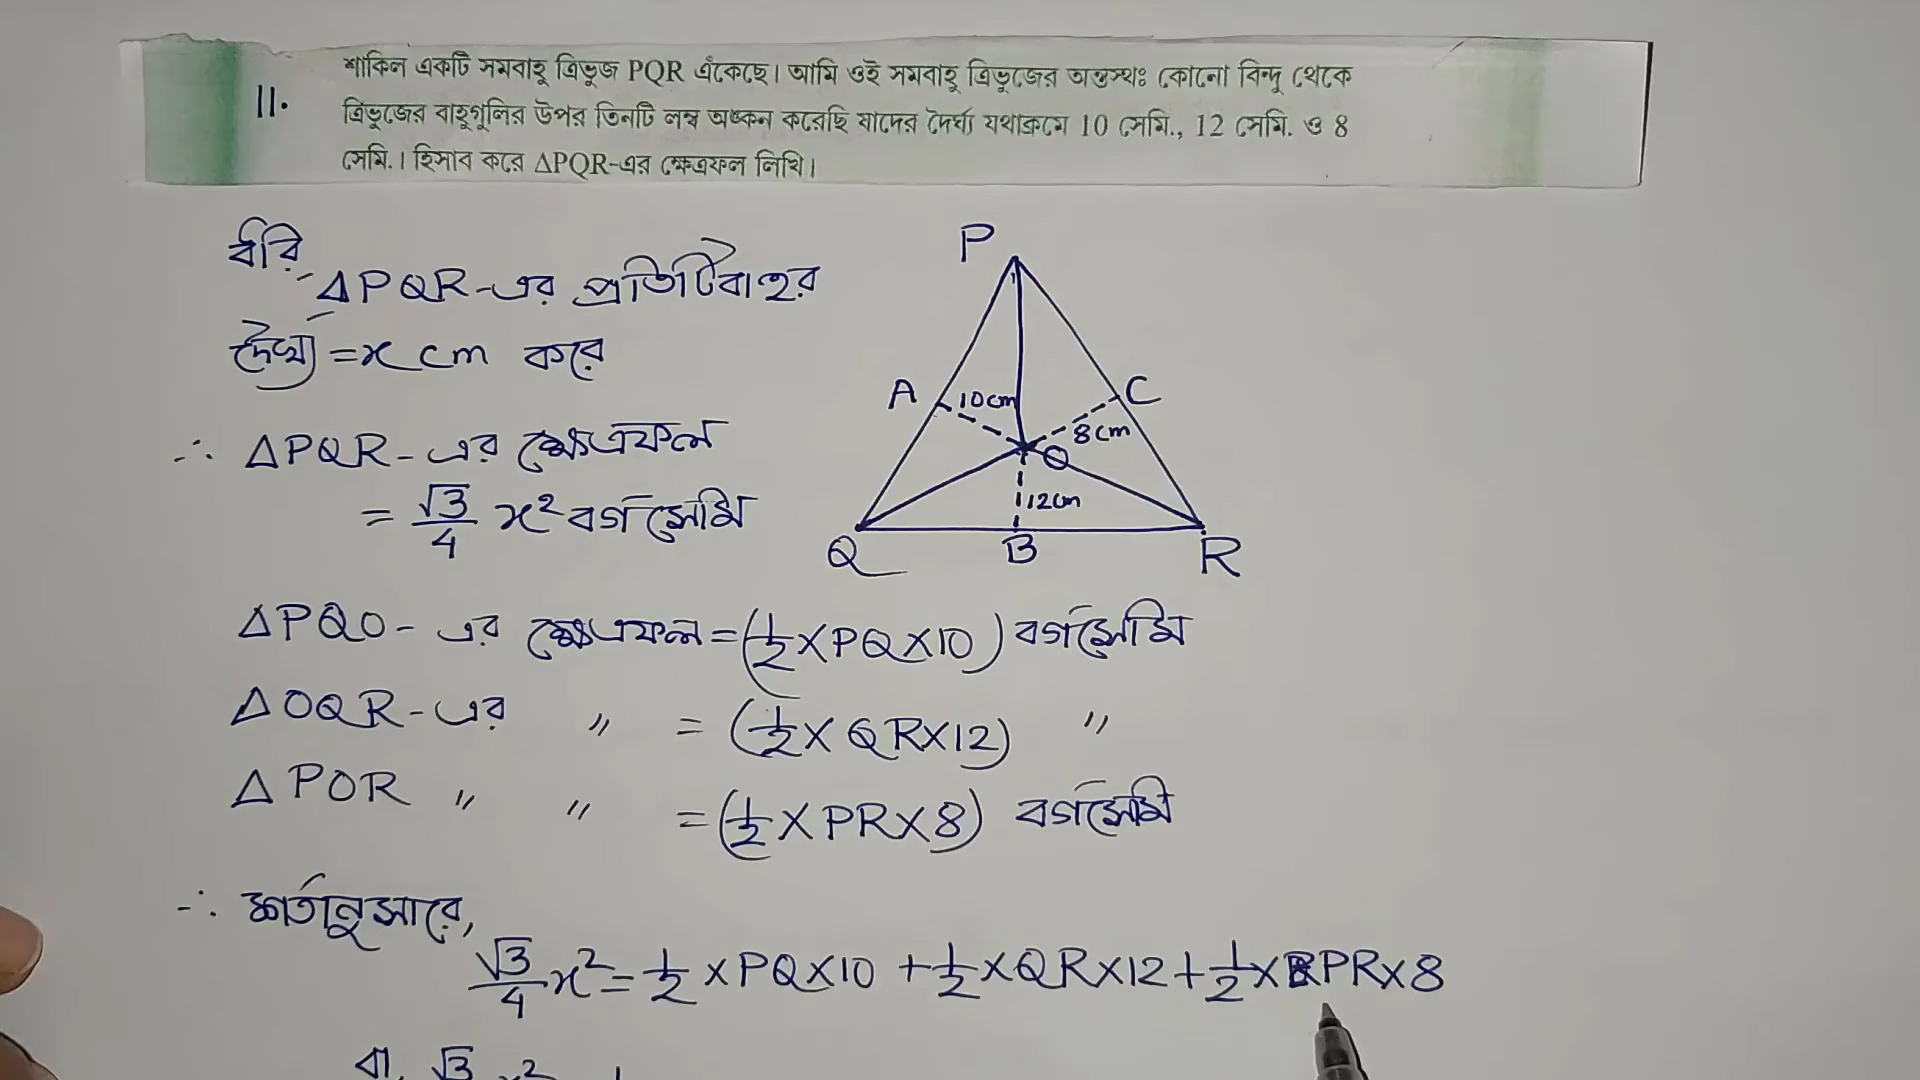 11.
শাকিল একটি সমবাহু ত্রিভুজ PQR এঁকেছে। আমি ওই সমবাহু ত্রিভুজের অন্তস্থঃ কোনো বিন্দু থেকে
ত্রিভুজের বাহুগুলির উপর তিনটি লম্ব অঙ্কন করেছি যাদের দৈর্ঘ্য যথাক্রমে 10 সেমি., 12 সেমি. ও 8
সেমি.। হিসাব করে ΔPQR-এর ক্ষেত্রফল লিখি।
ধরি,
ΔPQR-এর প্রতিটি বাহুর
দৈর্ঘ্য = x cm করে
∴ ΔPQR-এর ক্ষেত্রফল
= √3/4 x² বর্গসেমি
P
A 10cm C
8cm
O
12cm
Q B R
ΔPQO-এর ক্ষেত্রফল = (1/2 × PQ × 10) বর্গসেমি
ΔOQR-এর " = (1/2 × QR × 12) "
ΔPOR " " = (1/2 × PR × 8) বর্গসেমি
∴ শর্তানুসারে,
√3/4 x² = 1/2 × PQ × 10 + 1/2 × QR × 12 + 1/2 × PR × 8
বা, √3 x² 1